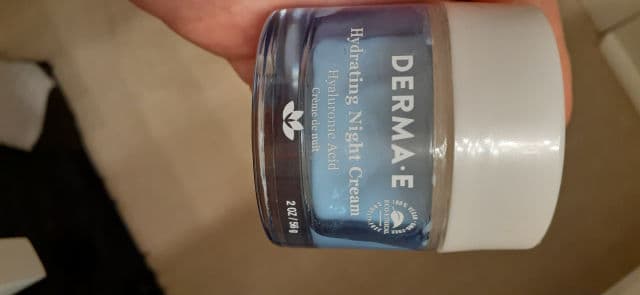 DERMA·E
Hydrating Night Cream
Hyaluronic Acid
Crème de nuit
2 OZ / 56 g